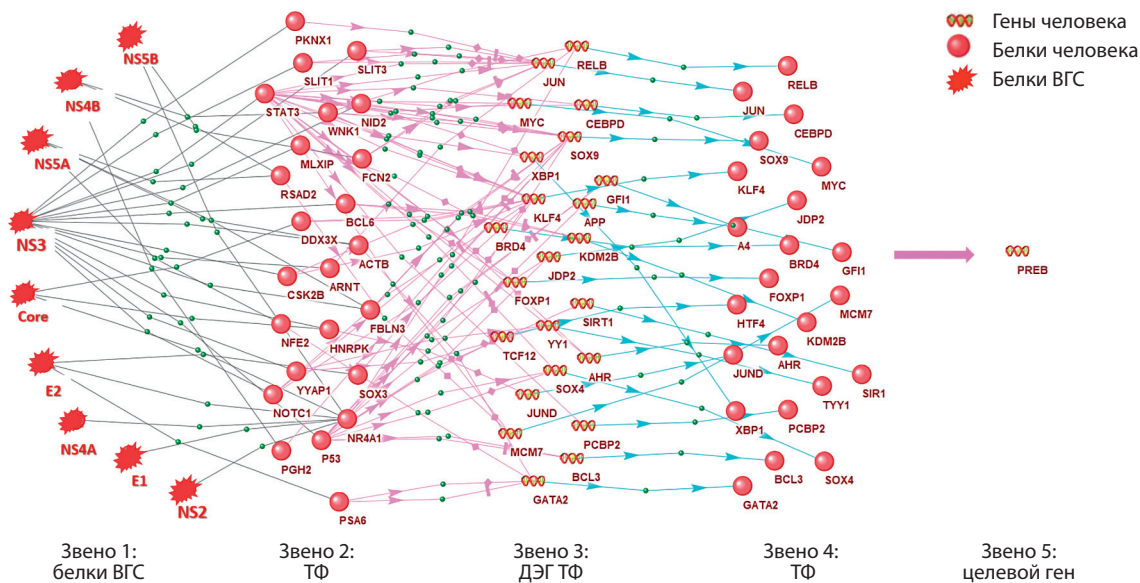 Гены человека
Белки человека
Белки ВГС
NS5B
NS4B
NS5A
NS3
Core
E2
NS4A
E1
NS2
PKNX1
SLIT3
SLIT1
STAT3
WNK1
NID2
MLXIP
FCN2
RSAD2
BCL6
DDX3X
ACTB
ARNT
CSK2B
FBLN3
NFE2
HNRPK
YYAP1
SOX3
NOTC1
NR4A1
P53
PGH2
PSA6
RELB
JUN
MYC
CEBPD
SOX9
XBP1
GFI1
KLF4
APP
BRD4
KDM2B
JDP2
FOXP1
SIRT1
YY1
TCF12
AHR
SOX4
JUND
PCBP2
MCM7
BCL3
GATA2
RELB
JUN
CEBPD
SOX9
MYC
KLF4
JDP2
A4
BRD4
GFI1
FOXP1
MCM7
HTF4
KDM2B
AHR
JUND
SIR1
TYY1
XBP1
PCBP2
BCL3
SOX4
GATA2
PREB
Звено 1:
белки ВГС
Звено 2:
ТФ
Звено 3:
ДЭГ ТФ
Звено 4:
ТФ
Звено 5:
целевой ген